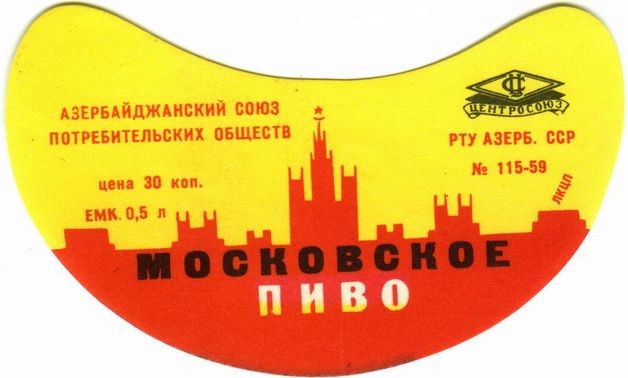 АЗЕРБАЙДЖАНСКИЙ СОЮЗ
ПОТРЕБИТЕЛЬСКИХ ОБЩЕСТВ
цена 30 коп.
ЕМК. 0,5 л
СЦ
ЦЕНТРОСОЮЗ
РТУ АЗЕРБ. ССР
№ 115-59
ЛКЦП
МОСКОВСКОЕ
ПИВО